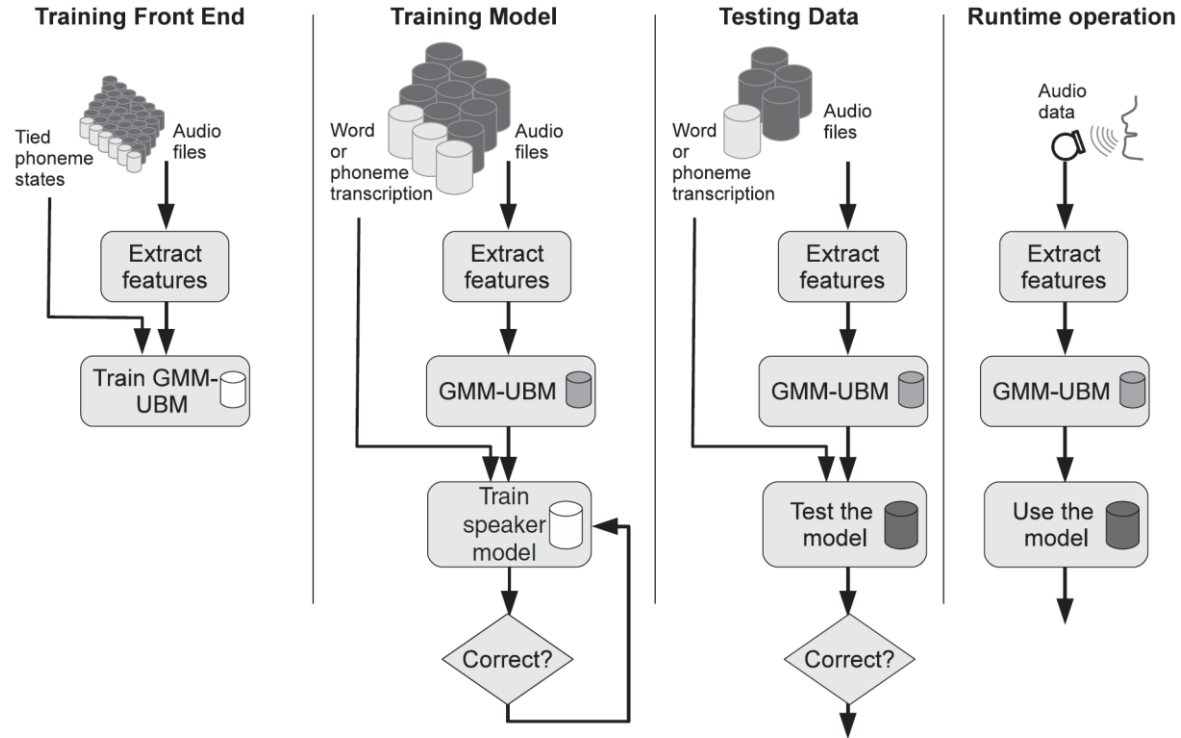 Training Front End
Training Model
Testing Data
Runtime operation
Tied
phoneme
states
Audio
files
Extract
features
Train GMM-
UBM
Word
or
phoneme
transcription
Audio
files
Extract
features
GMM-UBM
Train
speaker
model
Correct?
Word
or
phoneme
transcription
Audio
files
Extract
features
GMM-UBM
Test the
model
Correct?
Audio
data
Extract
features
GMM-UBM
Use the
model